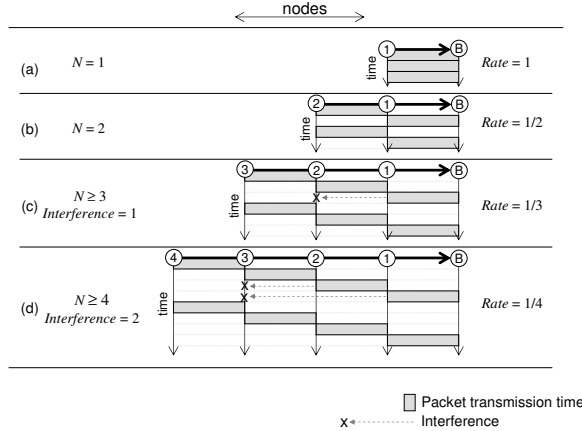 nodes
(a) N = 1 time 1 B Rate = 1
(b) N = 2 time 2 1 B Rate = 1/2
(c) N ≥ 3 Interference = 1 time 3 2 1 B X Rate = 1/3
(d) N ≥ 4 Interference = 2 time 4 3 2 1 B X X Rate = 1/4
Packet transmission time
X Interference